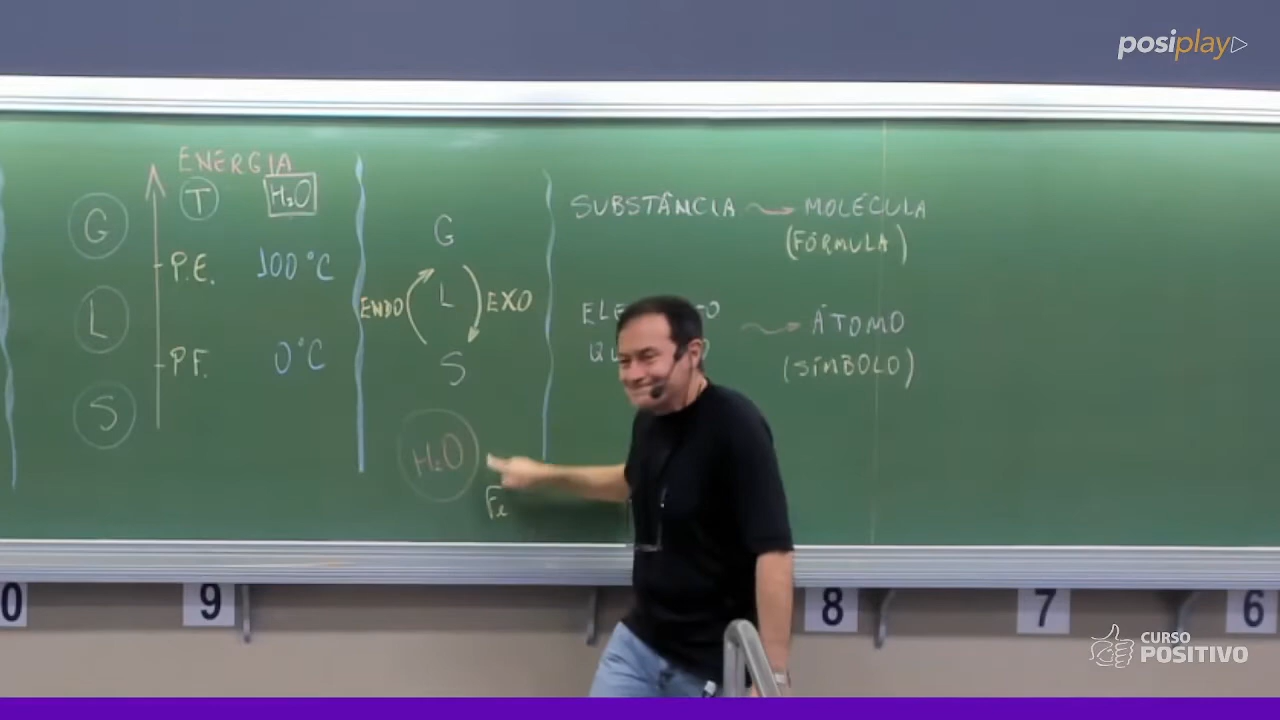 posiplay
ENERGIA
T H₂O
G
P.E. 100°C
L
P.F. 0°C
S
G
ENDO L EXO
S
H₂O
Fe
SUBSTÂNCIA MOLÉCULA
(FÓRMULA)
ÁTOMO
(SÍMBOLO)
0 9 8 7 6
CURSO
POSITIVO